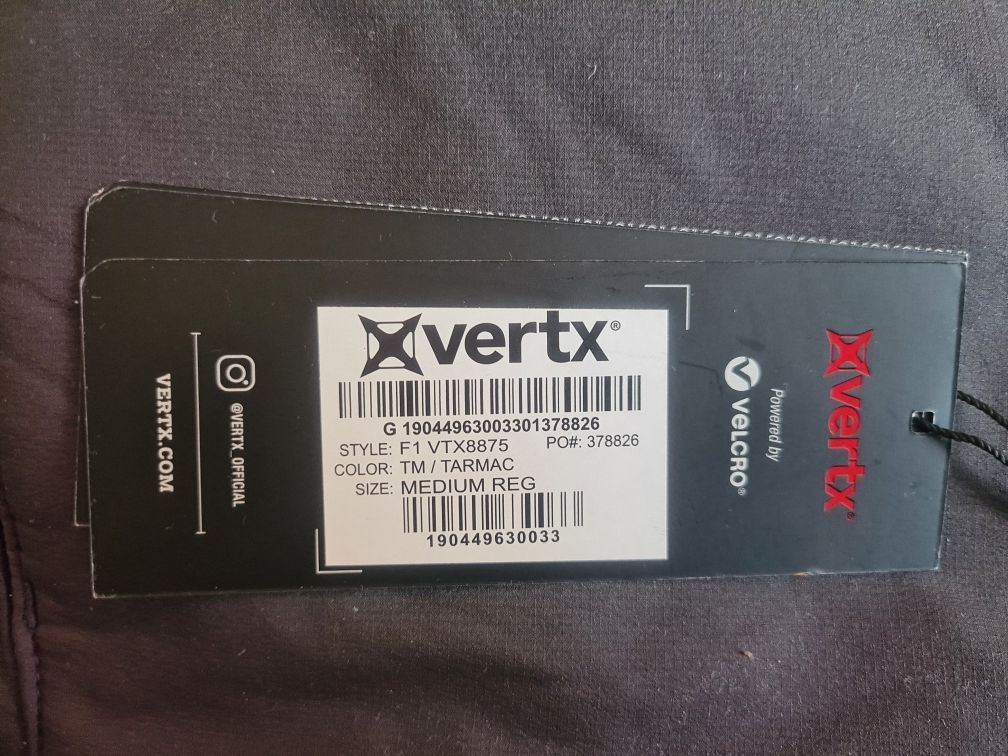 vertx®
G 19044963003301378826
STYLE: F1 VTX8875 PO#: 378826
COLOR: TM / TARMAC
SIZE: MEDIUM REG
190449630033
vertx®
Powered by
VELCRO®
@VERTX_OFFICIAL
VERTX.COM